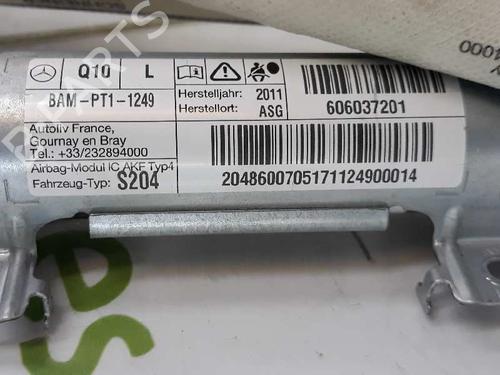 Q10 L
BAM-PT1-1249
Herstelljahr: 2011
Herstellort: ASG
606037201
Autoliv France,
Gournay en Bray
Tel.: +33/232894000
Airbag-Modul IC AKF Typ4
Fahrzeug-Typ: S204
2048600705171124900014